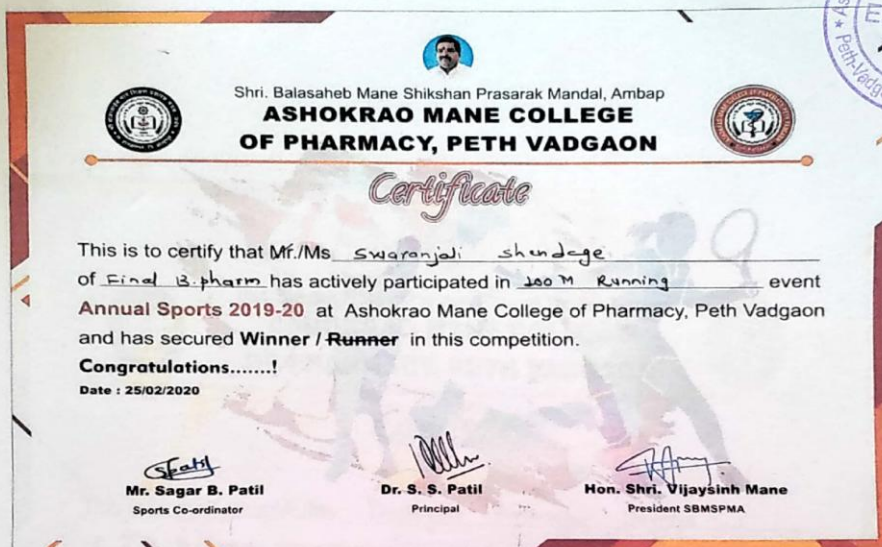 Shri. Balasaheb Mane Shikshan Prasarak Mandal, Ambap
ASHOKRAO MANE COLLEGE
OF PHARMACY, PETH VADGAON
Certificate
This is to certify that Mr./Ms Swaranjali Shendage
of Final B.pharm has actively participated in 200 M Running event
Annual Sports 2019-20 at Ashokrao Mane College of Pharmacy, Peth Vadgaon
and has secured Winner / Runner in this competition.
Congratulations.......!
Date : 25/02/2020
Mr. Sagar B. Patil
Sports Co-ordinator
Dr. S. S. Patil
Principal
Hon. Shri. Vijaysinh Mane
President SBMSPMA